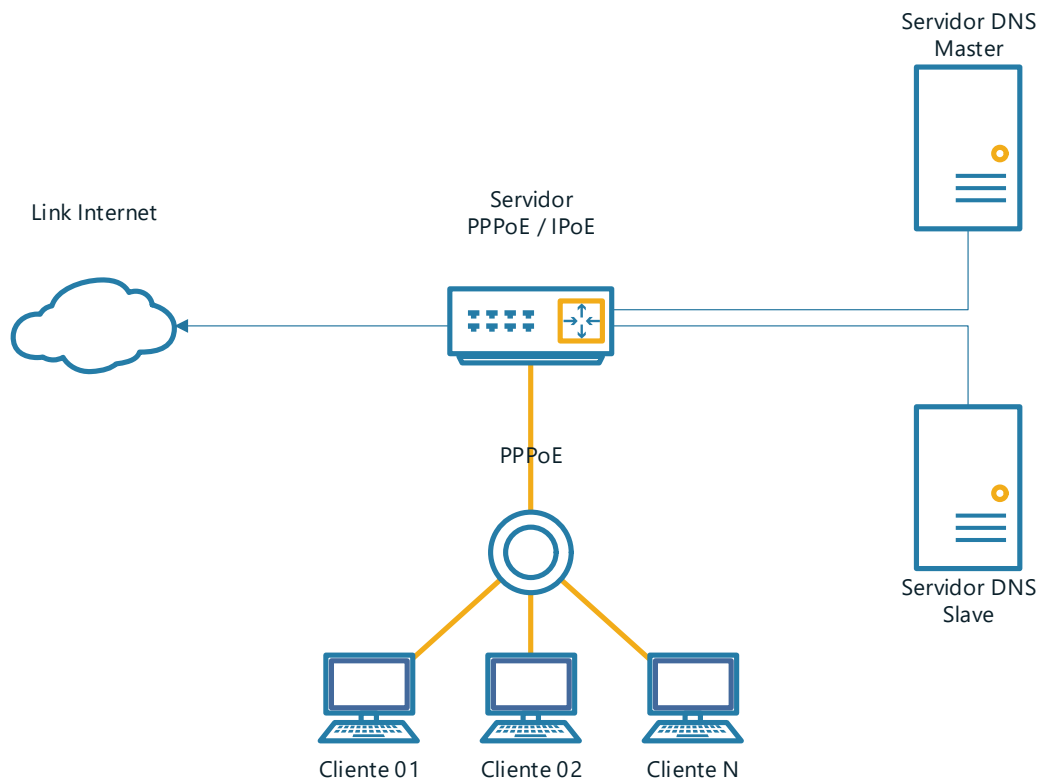 Servidor DNS
Master
Link Internet
Servidor
PPPoE / IPoE
PPPoE
Servidor DNS
Slave
Cliente 01
Cliente 02
Cliente N